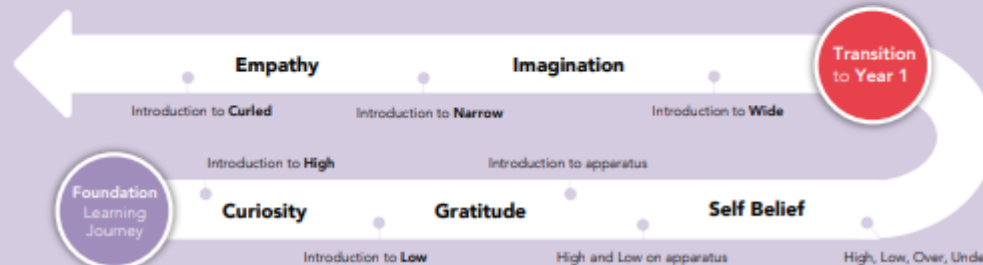 Empathy
Imagination
Transition
to Year 1
Introduction to Curled
Introduction to Narrow
Introduction to Wide
Introduction to High
Introduction to apparatus
Foundation
Learning
Journey
Curiosity
Gratitude
Self Belief
Introduction to Low
High and Low on apparatus
High, Low, Over,